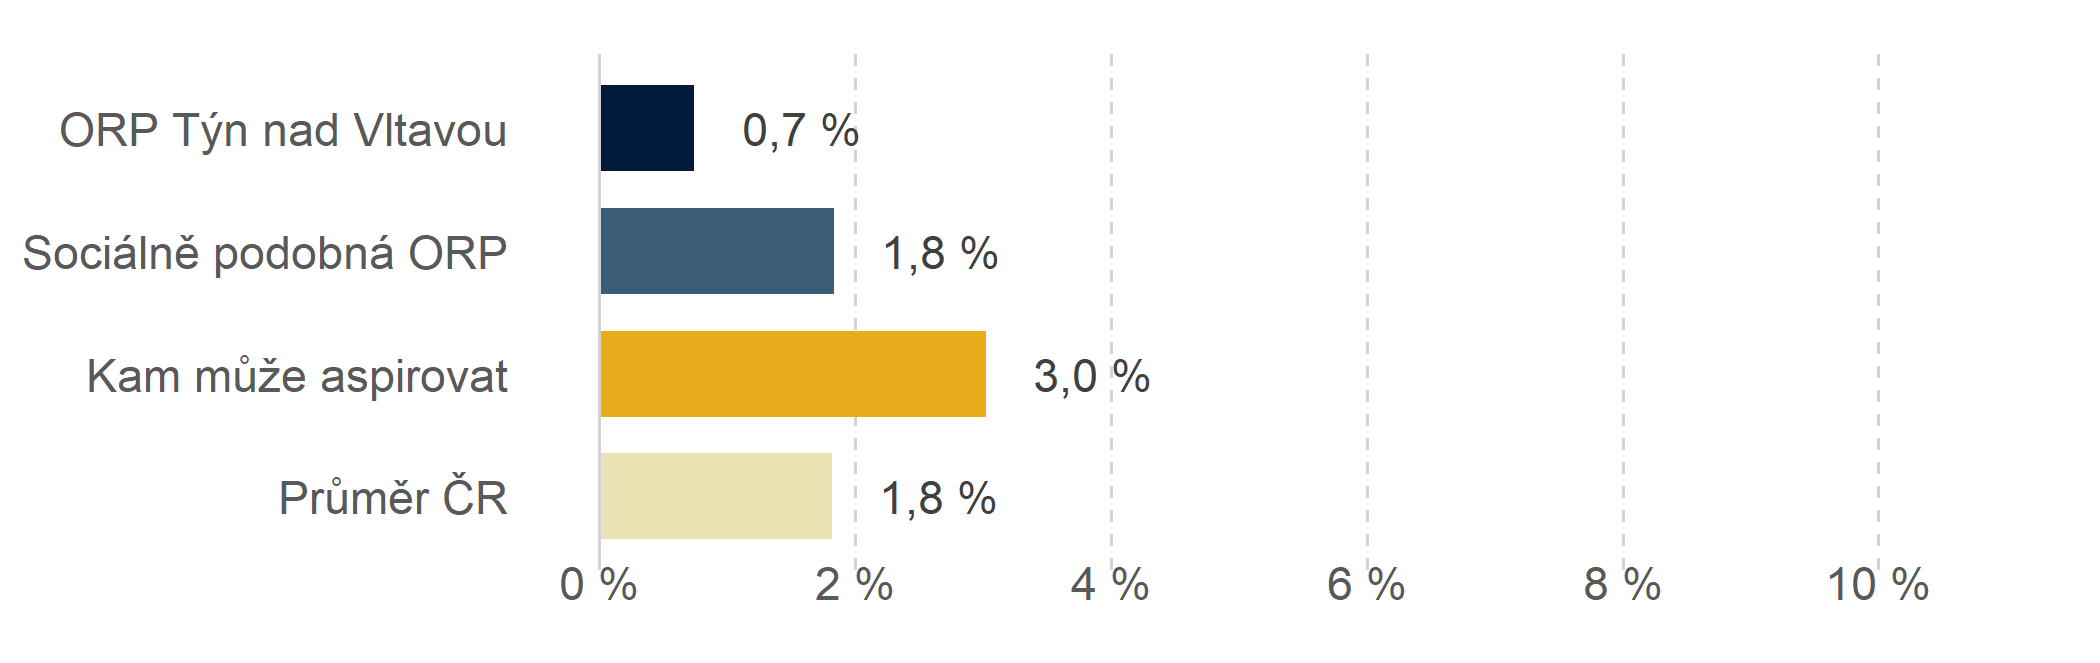 ORP Týn nad Vltavou 0,7 %
Sociálně podobná ORP 1,8 %
Kam může aspirovat 3,0 %
Průměr ČR 1,8 %
0 % 2 % 4 % 6 % 8 % 10 %